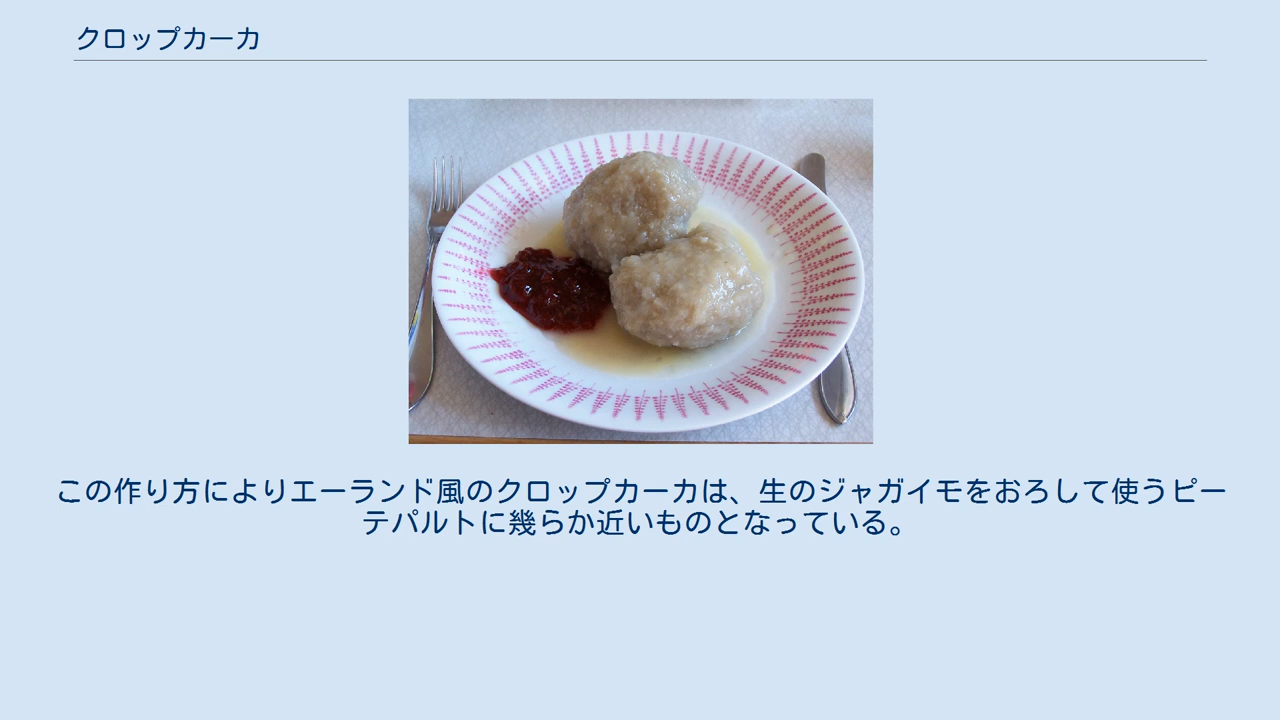 クロップカーカ
この作り方によりエーランド風のクロップカーカは、生のジャガイモをおろして使うピー
テパルトに幾らか近いものとなっている。